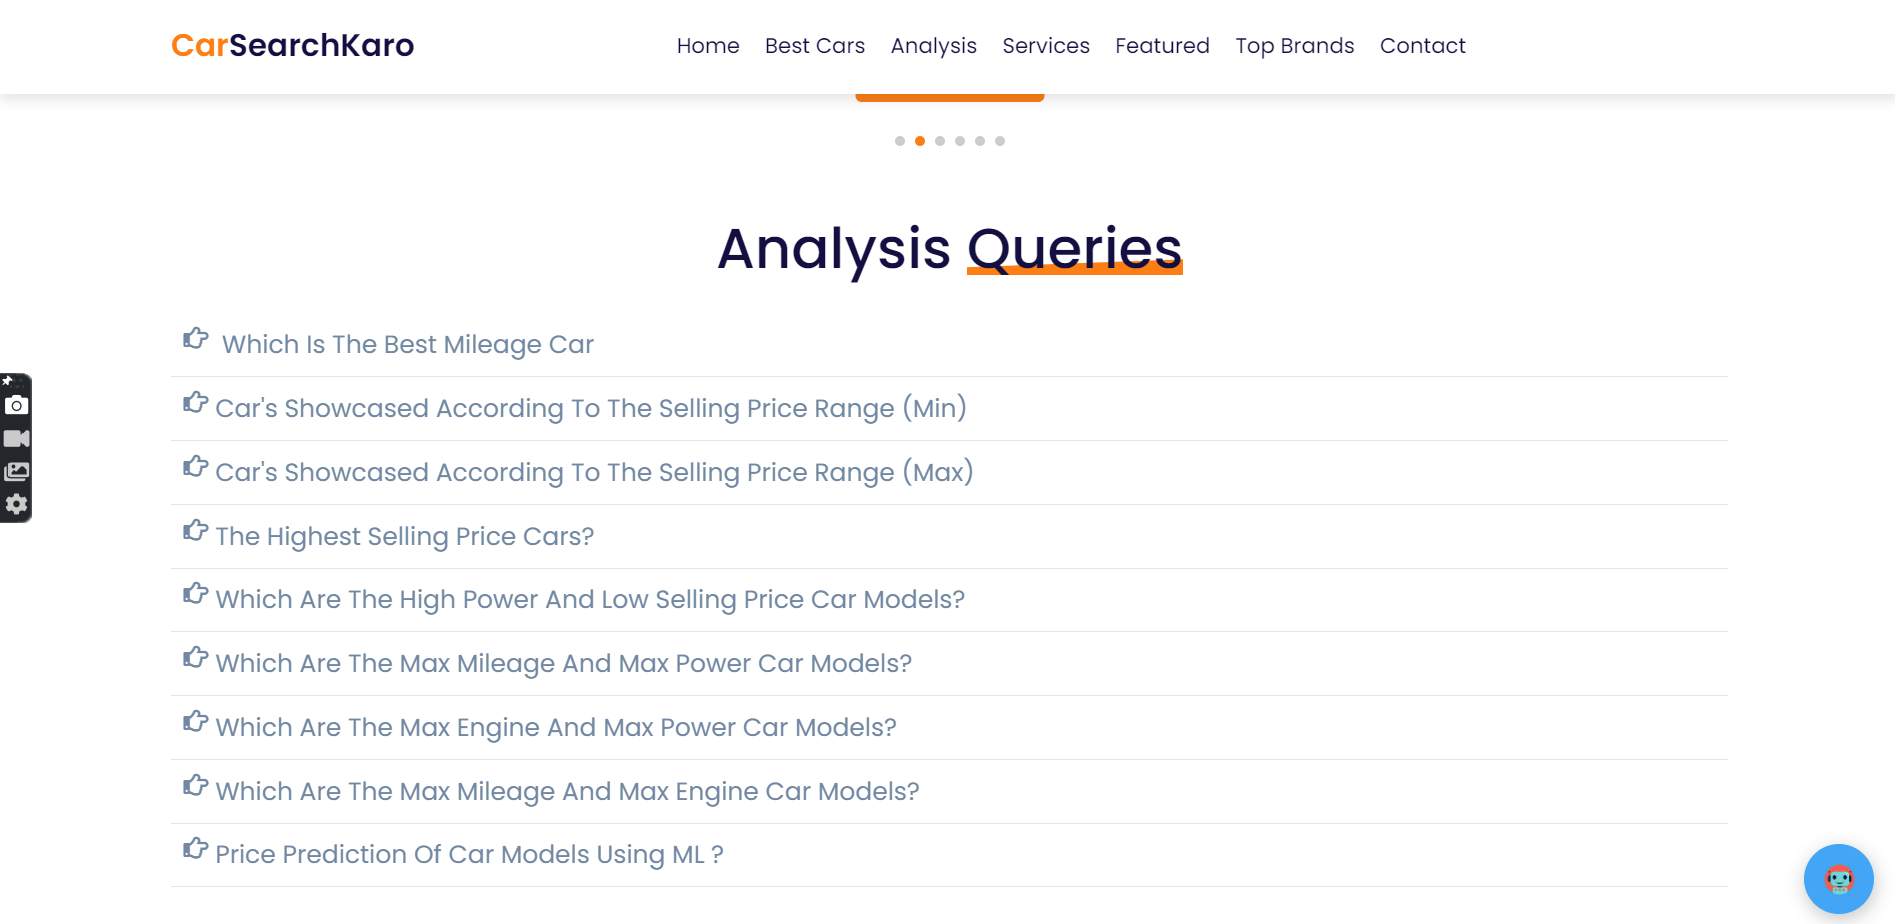 CarSearchKaro
Home Best Cars Analysis Services Featured Top Brands Contact
Analysis Queries
Which Is The Best Mileage Car
Car's Showcased According To The Selling Price Range (Min)
Car's Showcased According To The Selling Price Range (Max)
The Highest Selling Price Cars?
Which Are The High Power And Low Selling Price Car Models?
Which Are The Max Mileage And Max Power Car Models?
Which Are The Max Engine And Max Power Car Models?
Which Are The Max Mileage And Max Engine Car Models?
Price Prediction Of Car Models Using ML ?